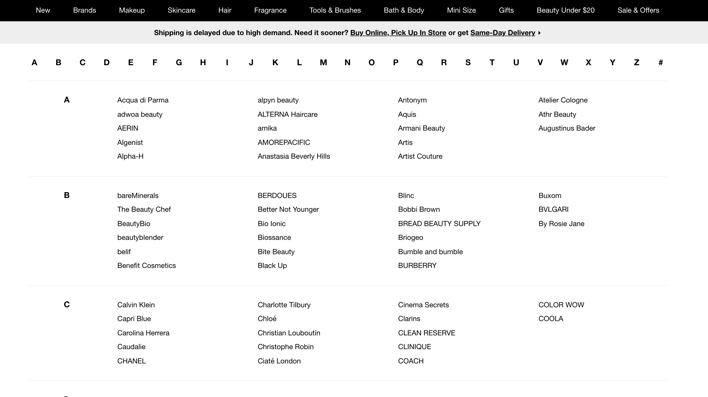 New Brands Makeup Skincare Hair Fragrance Tools & Brushes Bath & Body Mini Size Gifts Beauty Under $20 Sale & Offers
Shipping is delayed due to high demand. Need it sooner? Buy Online, Pick Up In Store or get Same-Day Delivery
A B C D E F G H I J K L M N O P Q R S T U V W X Y Z #
A
Acqua di Parma
adwoa beauty
AERIN
Algenist
Alpha-H
alpyn beauty
ALTERNA Haircare
amika
AMOREPACIFIC
Anastasia Beverly Hills
Antonym
Aquis
Armani Beauty
Artis
Artist Couture
Atelier Cologne
Athr Beauty
Augustinus Bader
B
bareMinerals
The Beauty Chef
BeautyBio
beautyblender
belif
Benefit Cosmetics
BERDOUES
Better Not Younger
Bio Ionic
Biossance
Bite Beauty
Black Up
Blinc
Bobbi Brown
BREAD BEAUTY SUPPLY
Briogeo
Bumble and bumble
BURBERRY
Buxom
BVLGARI
By Rosie Jane
C
Calvin Klein
Capri Blue
Carolina Herrera
Caudalie
CHANEL
Charlotte Tilbury
Chloé
Christian Louboutin
Christophe Robin
Ciaté London
Cinema Secrets
Clarins
CLEAN RESERVE
CLINIQUE
COACH
COLOR WOW
COOLA